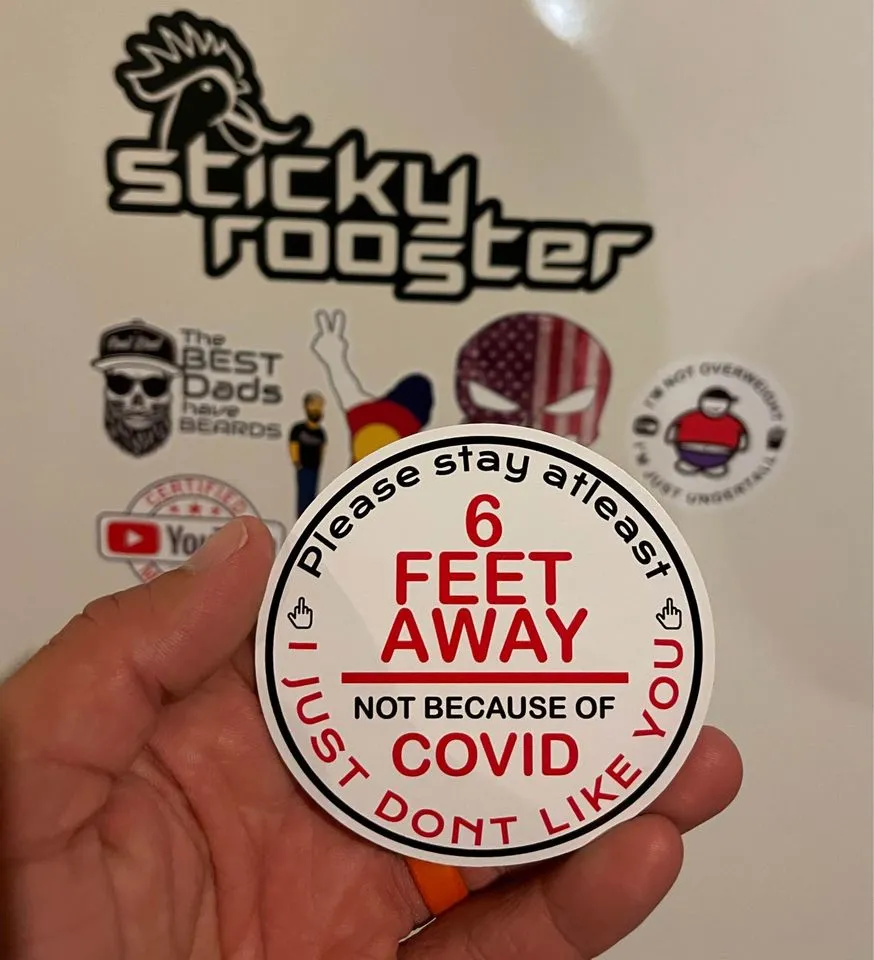 sticky
rooster
The
BEST
Dads
have
BEARDS
I'M NOT OVERWEIGHT
I'M JUST UNDERTALL
CERTIFIED
Please stay atleast
6
FEET
AWAY
NOT BECAUSE OF
COVID
I JUST DONT LIKE YOU